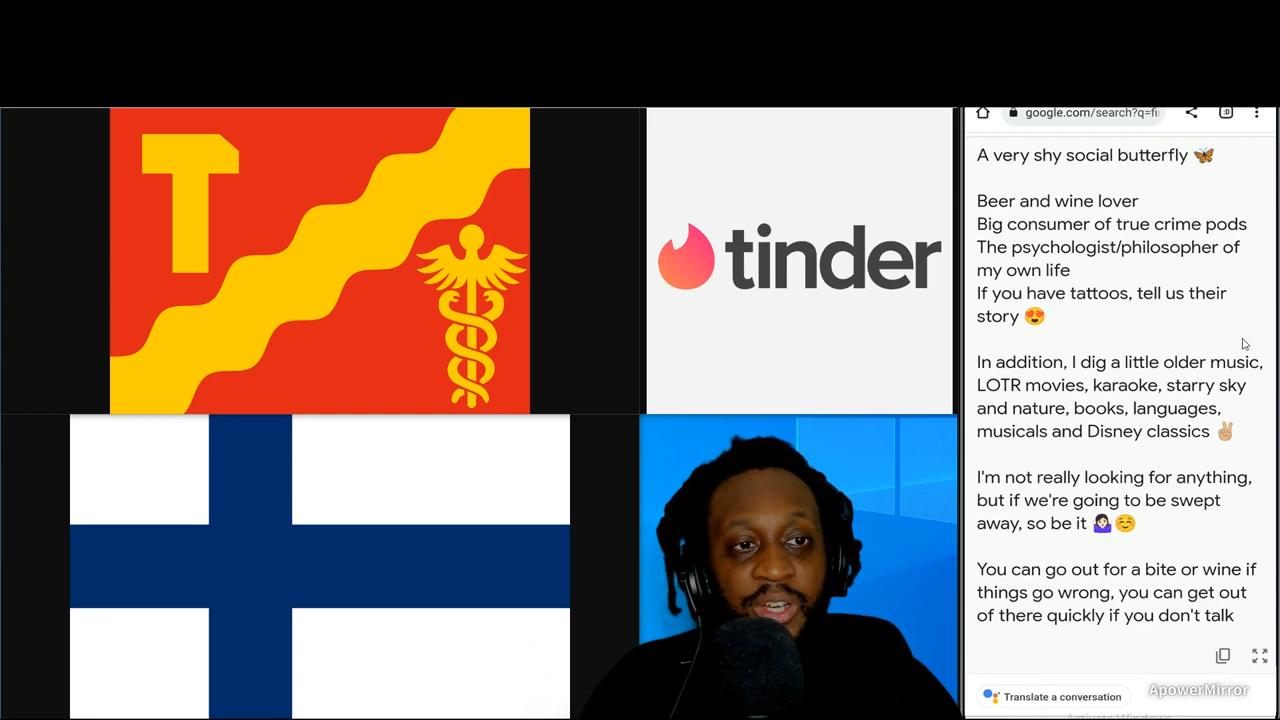 T
tinder
google.com/search?q=fi
:D
A very shy social butterfly 🦋
Beer and wine lover
Big consumer of true crime pods
The psychologist/philosopher of
my own life
If you have tattoos, tell us their
story 😍
In addition, I dig a little older music,
LOTR movies, karaoke, starry sky
and nature, books, languages,
musicals and Disney classics ✌🏼
I'm not really looking for anything,
but if we're going to be swept
away, so be it 🤷🏻‍♀️☺️
You can go out for a bite or wine if
things go wrong, you can get out
of there quickly if you don't talk
Translate a conversation
ApowerMirror
Activate Windows